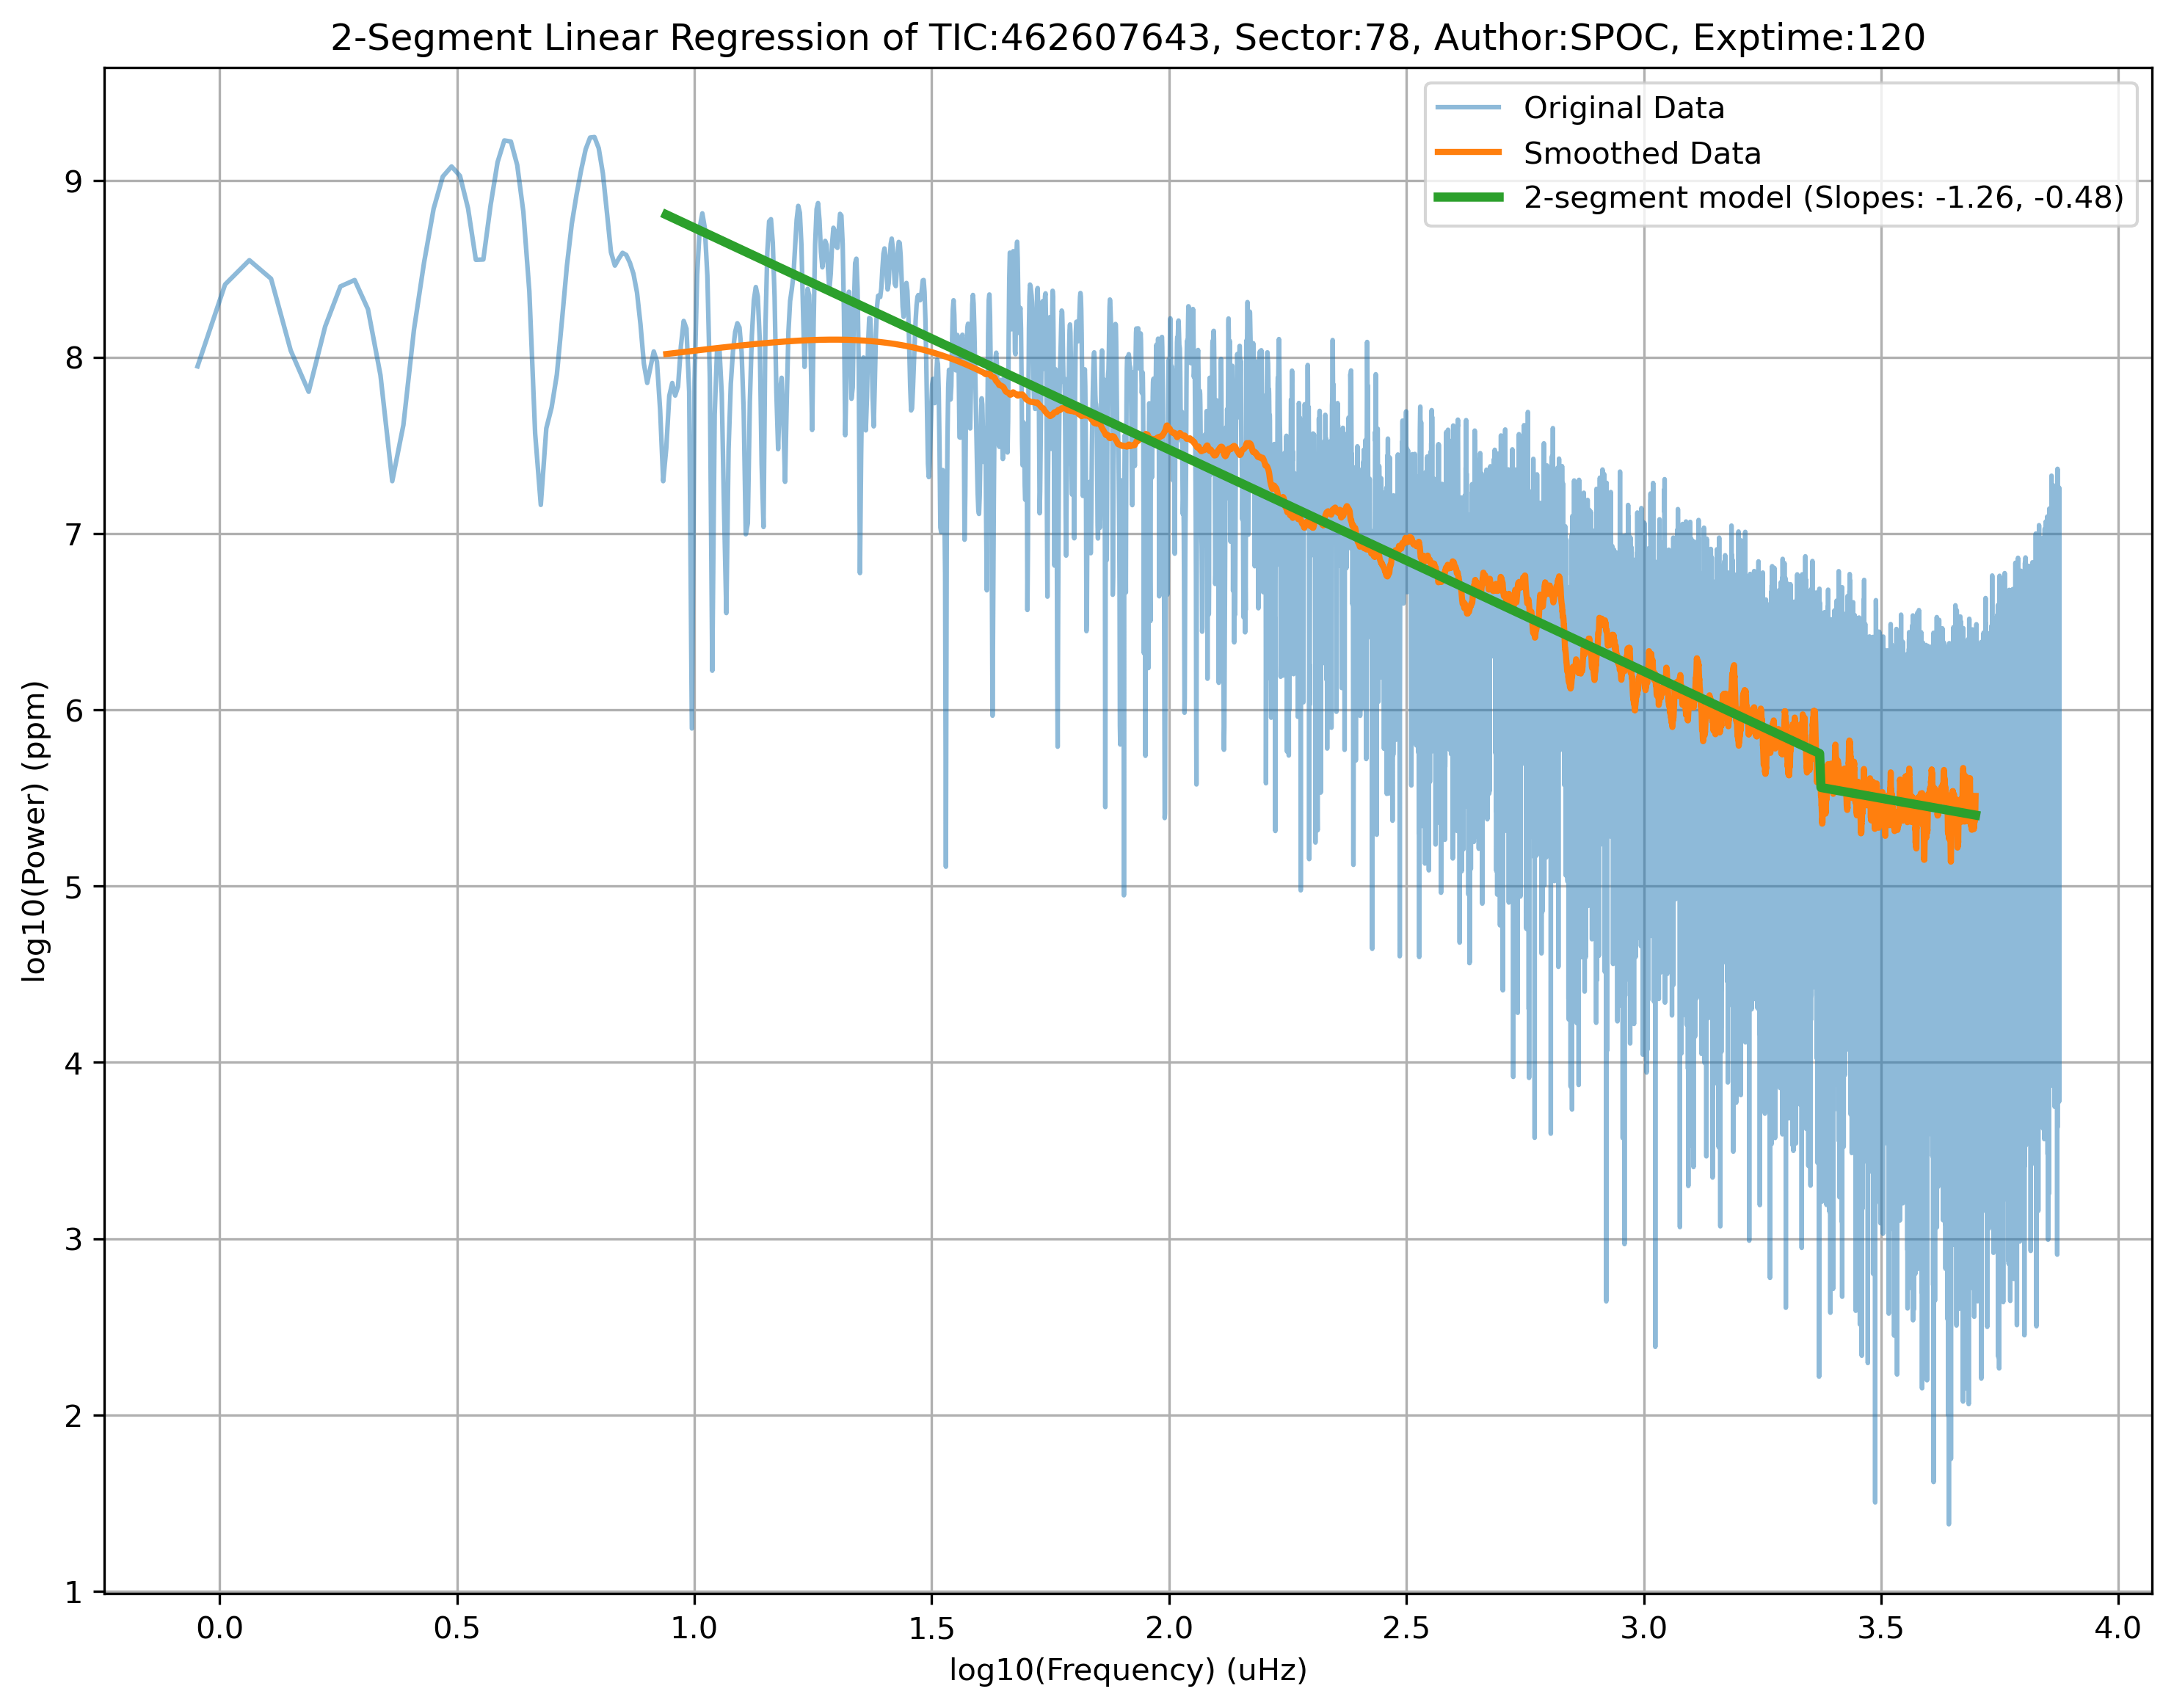 2-Segment Linear Regression of TIC:462607643, Sector:78, Author:SPOC, Exptime:120
Original Data
Smoothed Data
2-segment model (Slopes: -1.26, -0.48)
log10(Power) (ppm)
9
8
7
6
5
4
3
2
1
0.0 0.5 1.0 1.5 2.0 2.5 3.0 3.5 4.0
log10(Frequency) (uHz)